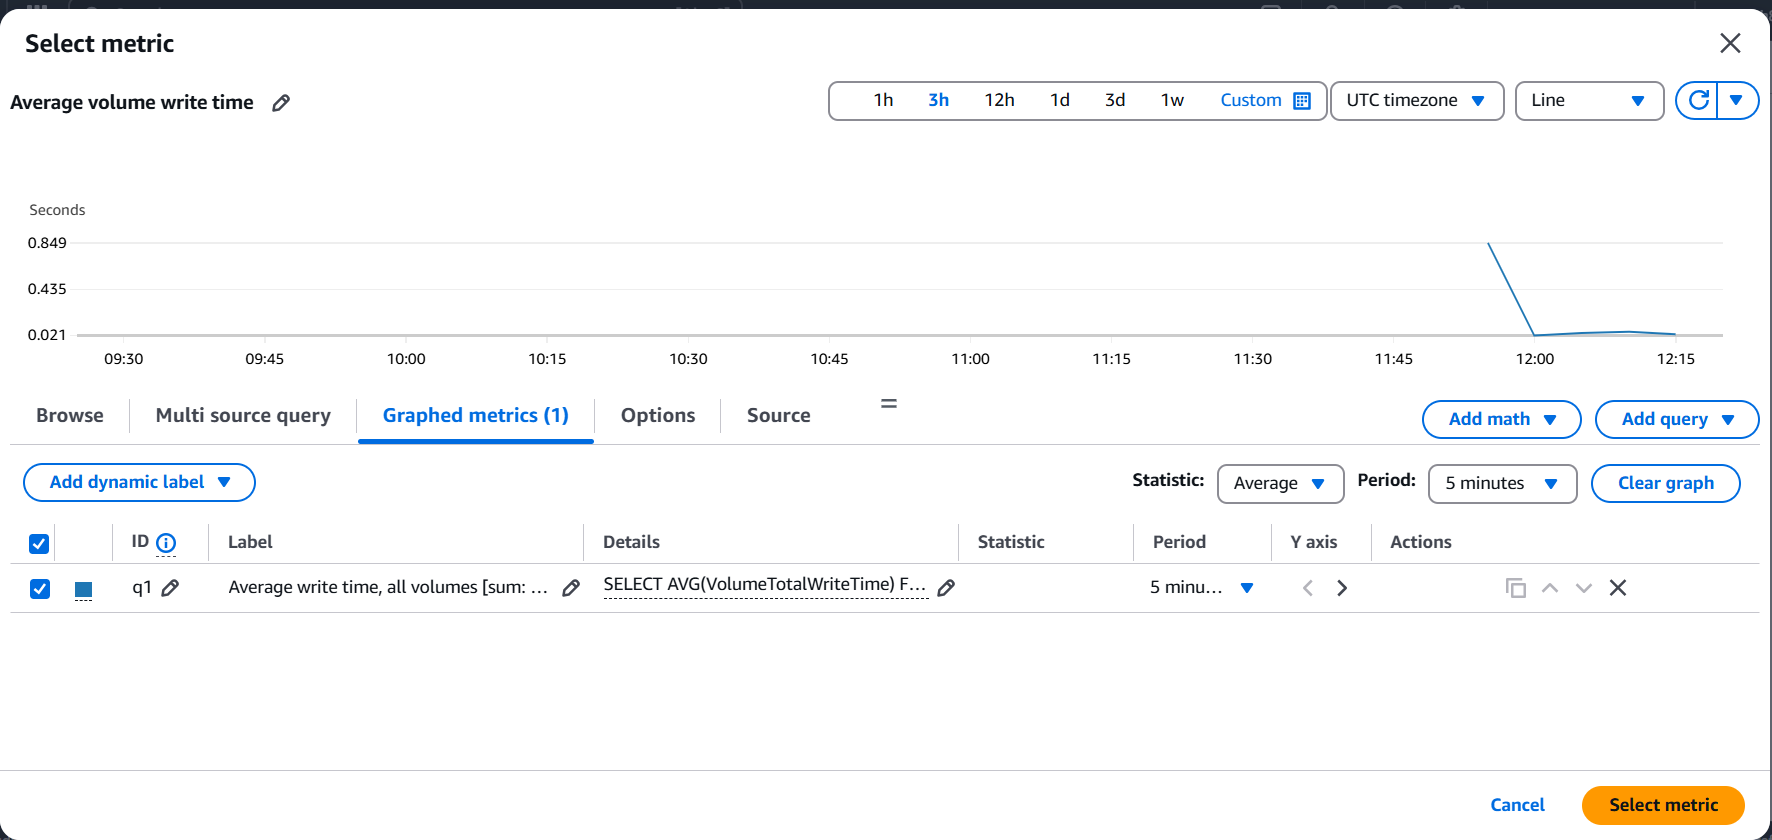 Select metric
Average volume write time
1h 3h 12h 1d 3d 1w Custom UTC timezone Line
Seconds
0.849
0.435
0.021
09:30 09:45 10:00 10:15 10:30 10:45 11:00 11:15 11:30 11:45 12:00 12:15
Browse Multi source query Graphed metrics (1) Options Source Add math Add query
Add dynamic label Statistic: Average Period: 5 minutes Clear graph
ID Label Details Statistic Period Y axis Actions
q1 Average write time, all volumes [sum: ... SELECT AVG(VolumeTotalWriteTime) F... 5 minu...
Cancel Select metric